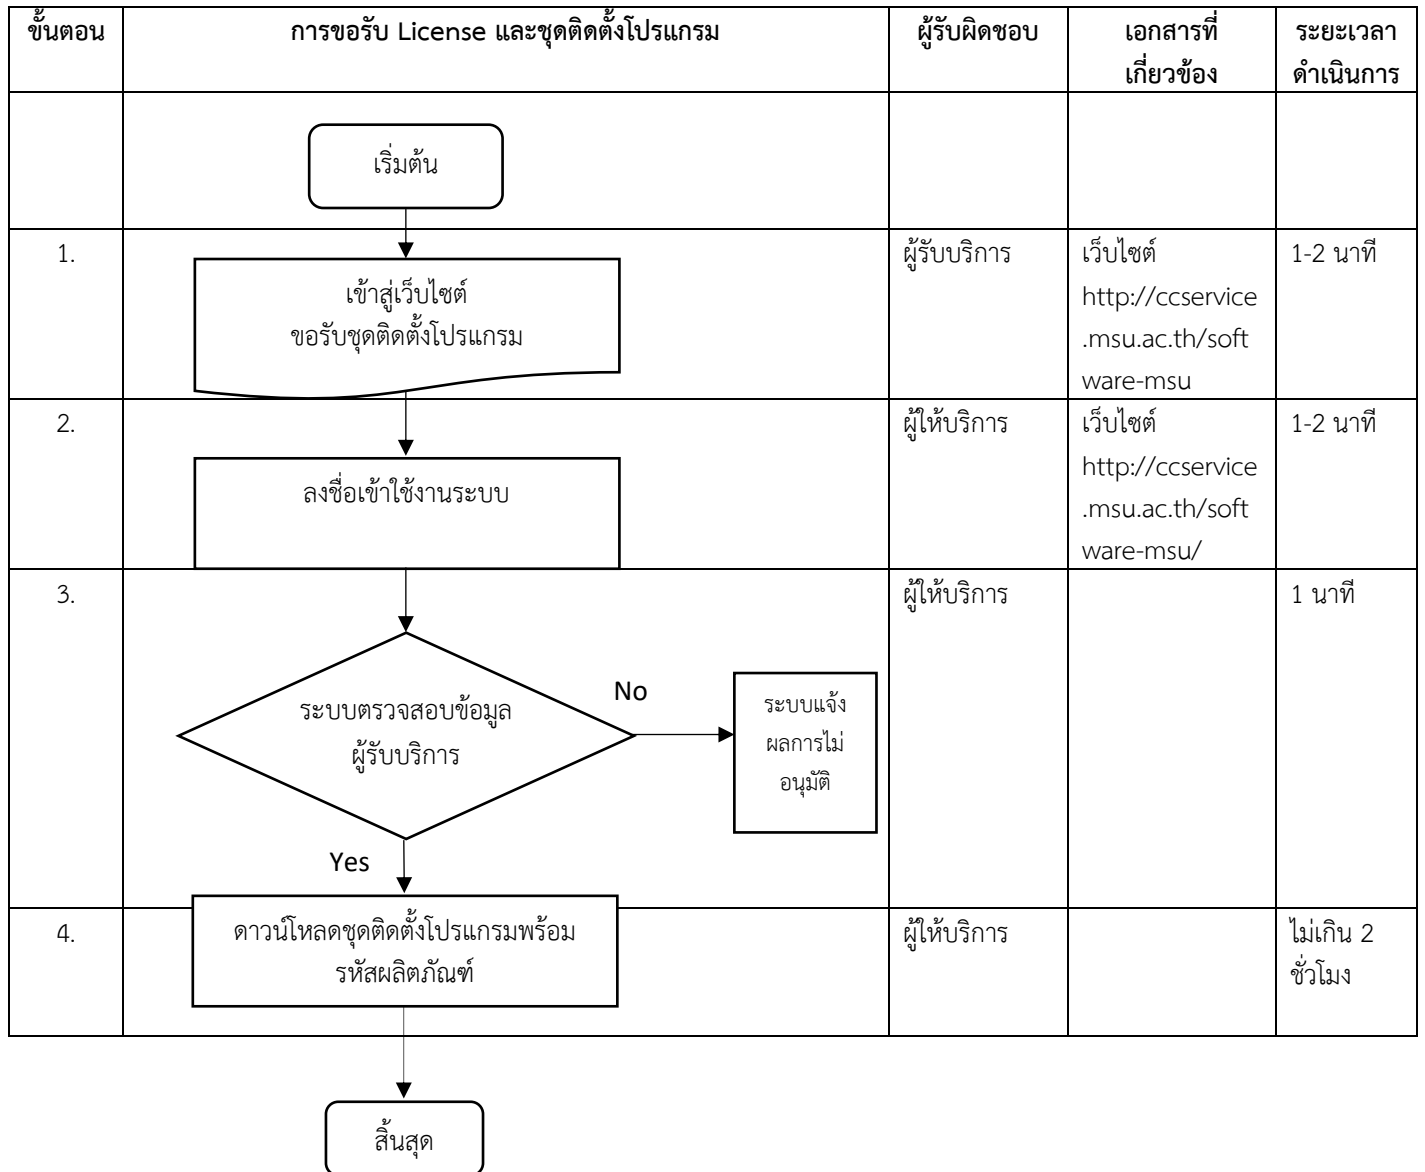 ขั้นตอน
การขอรับ License และชุดติดตั้งโปรแกรม
ผู้รับผิดชอบ
เอกสารที่
เกี่ยวข้อง
ระยะเวลา
ดำเนินการ
เริ่มต้น
1.
เข้าสู่เว็บไซต์
ขอรับชุดติดตั้งโปรแกรม
ผู้รับบริการ
เว็บไซต์
http://ccservice
.msu.ac.th/soft
ware-msu
1-2 นาที
2.
ลงชื่อเข้าใช้งานระบบ
ผู้ให้บริการ
เว็บไซต์
http://ccservice
.msu.ac.th/soft
ware-msu/
1-2 นาที
3.
ระบบตรวจสอบข้อมูล
ผู้รับบริการ
No
ระบบแจ้ง
ผลการไม่
อนุมัติ
Yes
ผู้ให้บริการ
1 นาที
4.
ดาวน์โหลดชุดติดตั้งโปรแกรมพร้อม
รหัสผลิตภัณฑ์
ผู้ให้บริการ
ไม่เกิน 2
ชั่วโมง
สิ้นสุด